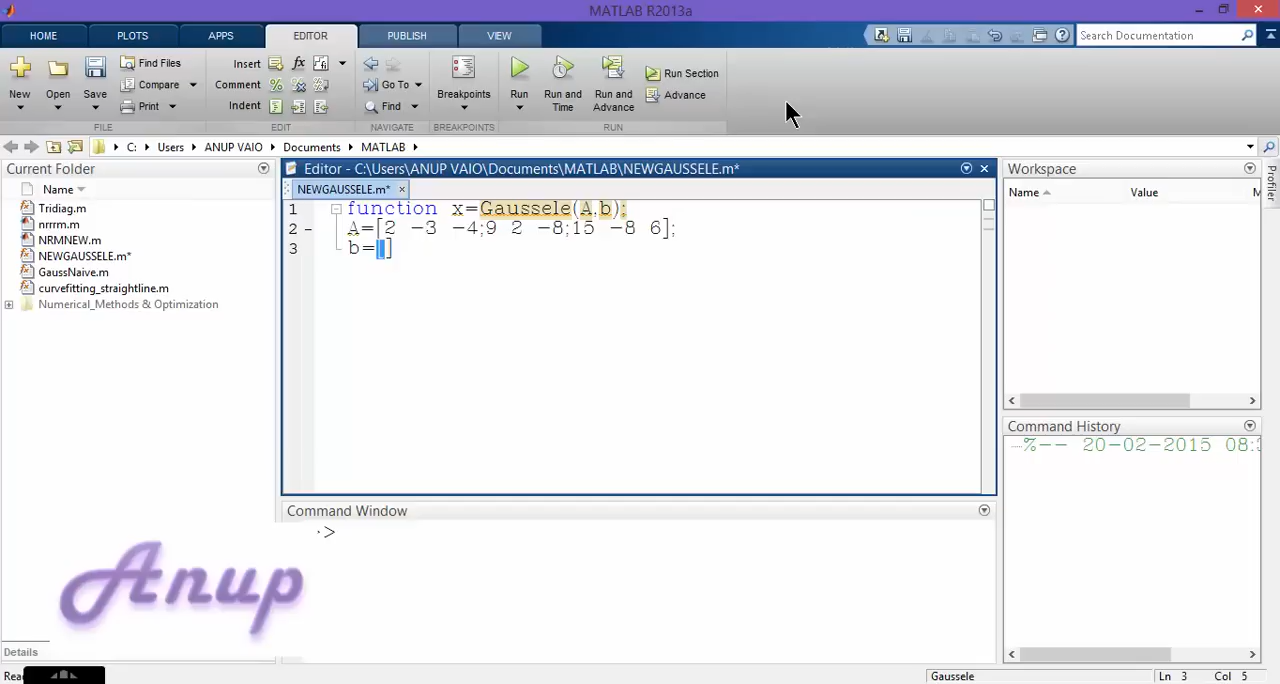 MATLAB R2013a
HOME PLOTS APPS EDITOR PUBLISH VIEW Search Documentation
Find Files Insert fx Run Section
New Open Save Compare Comment Go To Breakpoints Run Run and Time Run and Advance Advance
Print Indent Find
FILE EDIT NAVIGATE BREAKPOINTS RUN
C: Users ANUP VAIO Documents MATLAB
Current Folder
Name
Tridiag.m
nrrrm.m
NRMNEW.m
NEWGAUSSELE.m*
GaussNaive.m
curvefitting_straightline.m
Numerical_Methods & Optimization
Details
Editor - C:\Users\ANUP VAIO\Documents\MATLAB\NEWGAUSSELE.m*
NEWGAUSSELE.m* ×
1 function x=Gaussele(A,b);
2 - A=[2 -3 -4;9 2 -8;15 -8 6];
3 b=[]
Command Window
>
Workspace
Name Value M
Profiler
Command History
%-- 20-02-2015 08:
Anup
Gaussele Ln 3 Col 5